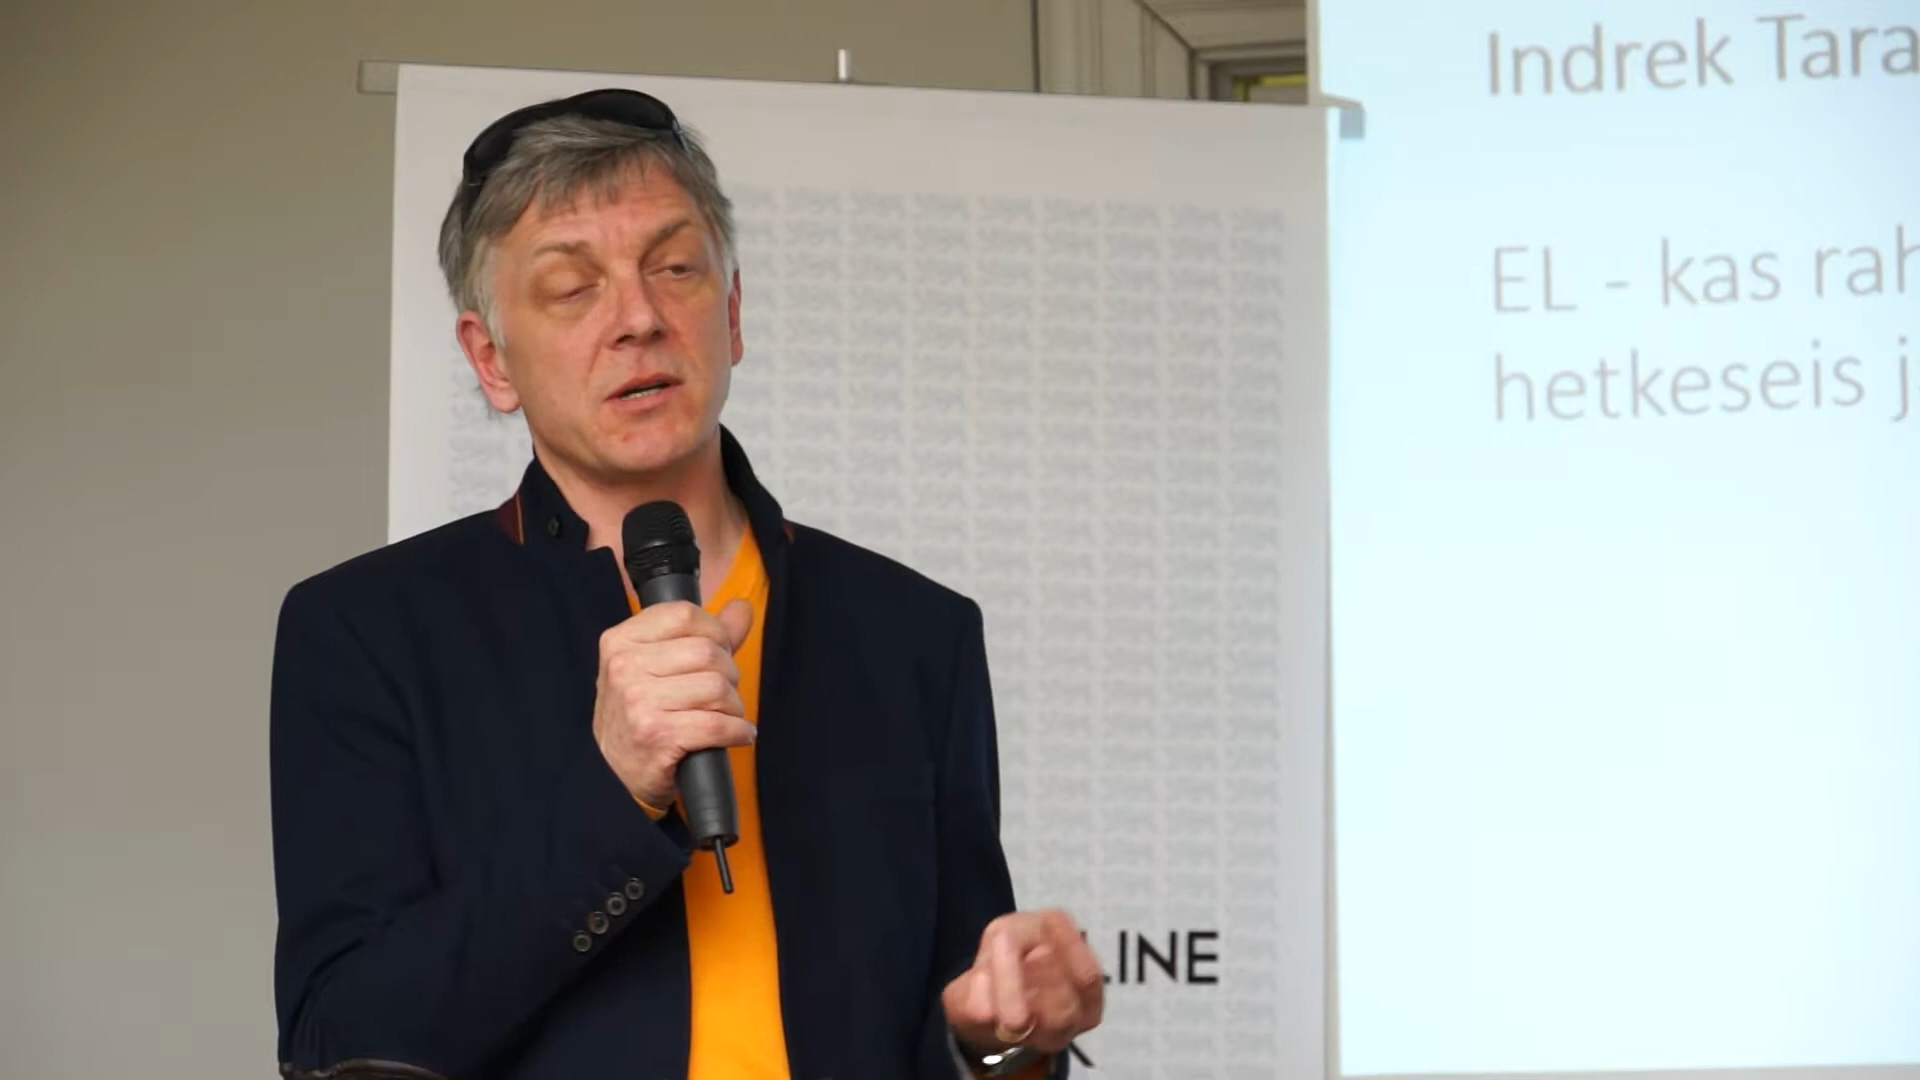 Indrek Tara
EL - kas rah
hetkeseis j
LINE